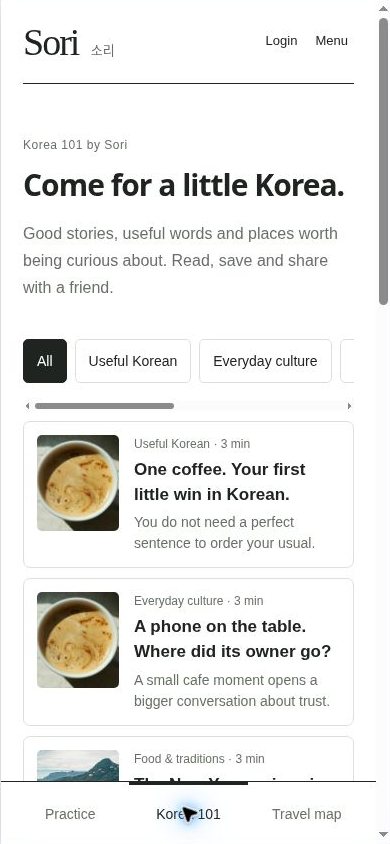 Sori 소리
Login Menu
Korea 101 by Sori
Come for a little Korea.
Good stories, useful words and places worth
being curious about. Read, save and share
with a friend.
All Useful Korean Everyday culture
Useful Korean · 3 min
One coffee. Your first
little win in Korean.
You do not need a perfect
sentence to order your usual.
Everyday culture · 3 min
A phone on the table.
Where did its owner go?
A small cafe moment opens a
bigger conversation about trust.
Food & traditions · 3 min
Practice Korea 101 Travel map